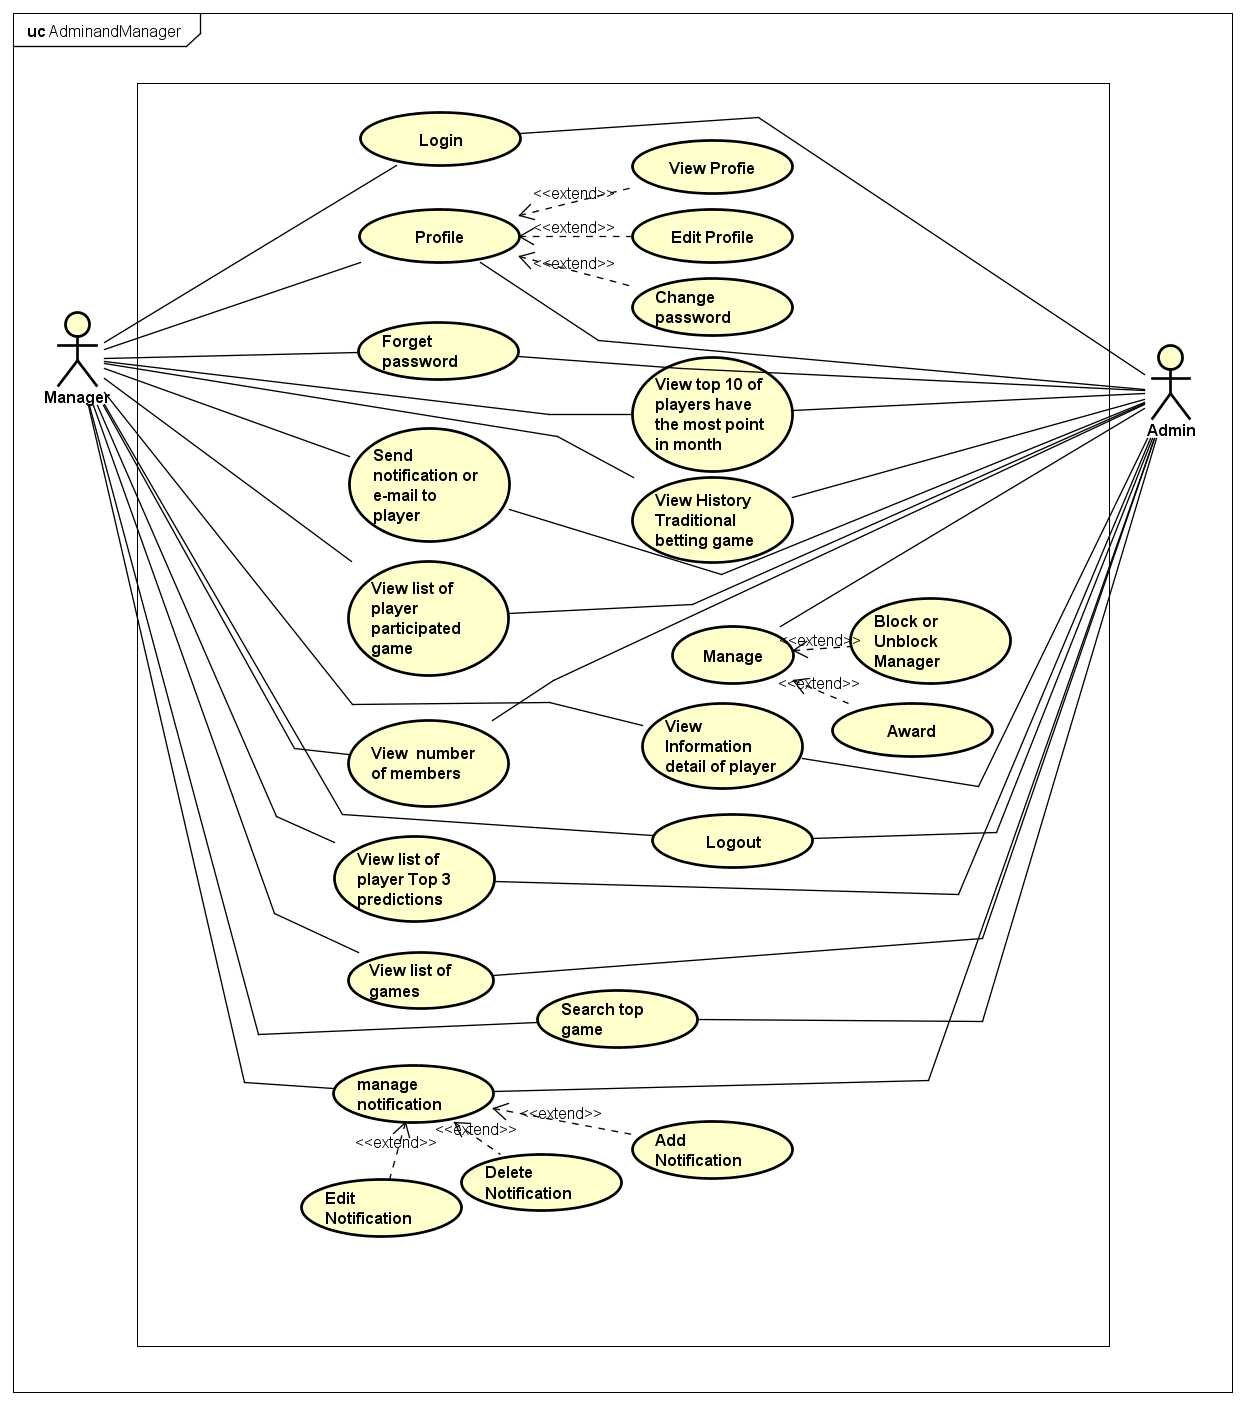 uc AdminandManager
Login
View Profie
<<extend>>
Profile
<<extend>>
Edit Profile
<<extend>>
Change
password
Forget
password
Manager
Admin
View top 10 of
players have
the most point
in month
Send
notification or
e-mail to
player
View History
Traditional
betting game
View list of
player
participated
game
Manage
<<extend>>
Block or
Unblock
Manager
<<extend>>
Award
View  number
of members
View
Information
detail of player
Logout
View list of
player Top 3
predictions
View list of
games
Search top
game
manage
notification
<<extend>>
<<extend>>
<<extend>>
Add
Notification
Delete
Notification
Edit
Notification